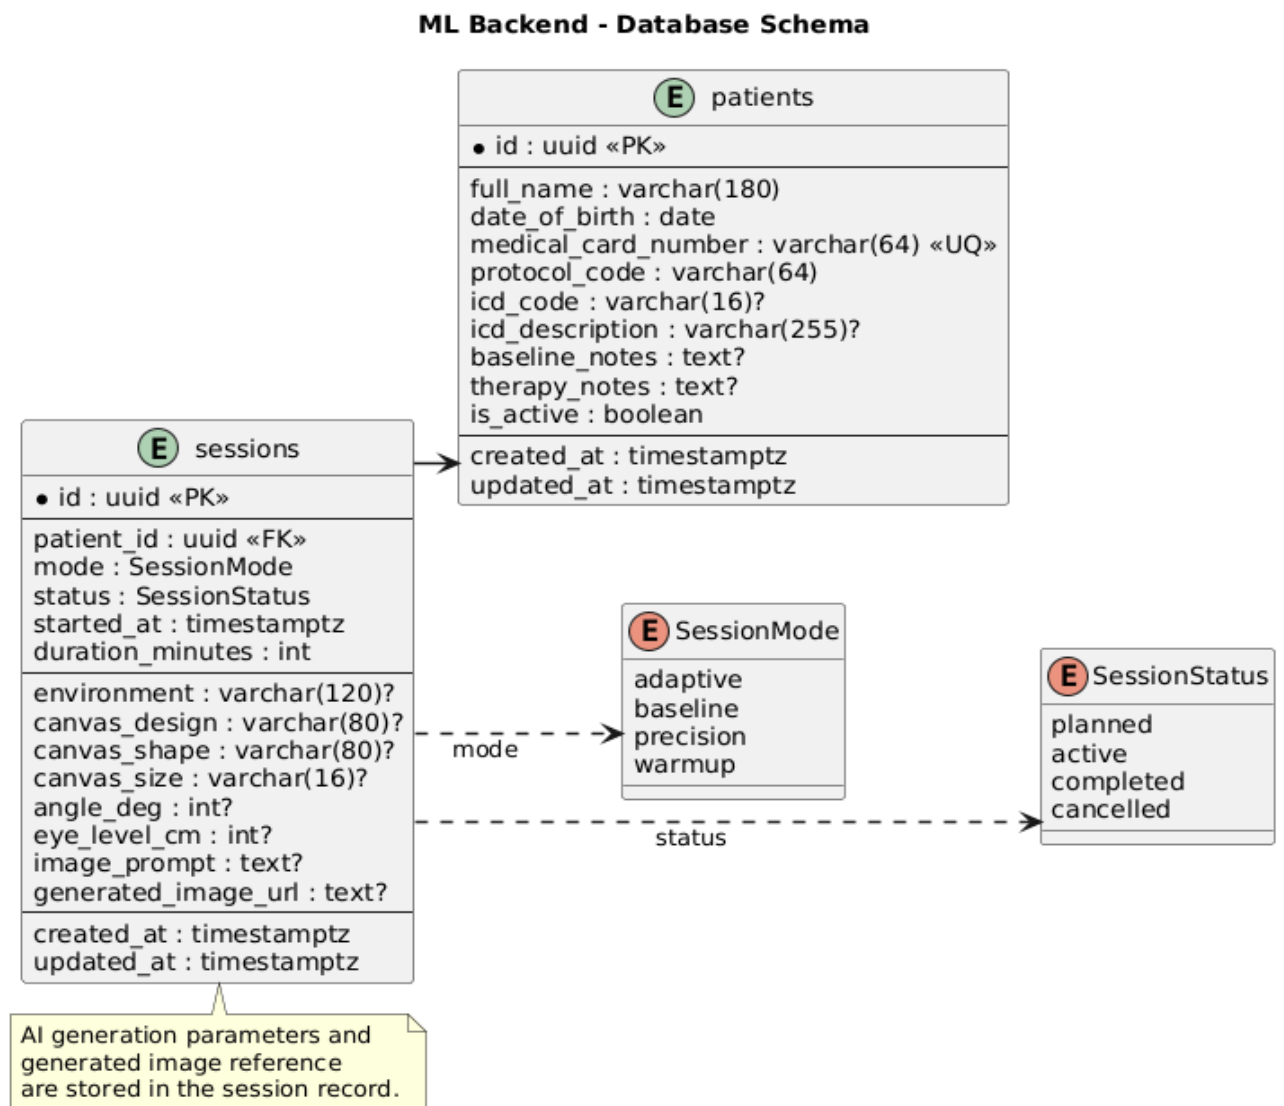 ML Backend - Database Schema
E patients
id : uuid «PK»
full_name : varchar(180)
date_of_birth : date
medical_card_number : varchar(64) «UQ»
protocol_code : varchar(64)
icd_code : varchar(16)?
icd_description : varchar(255)?
baseline_notes : text?
therapy_notes : text?
is_active : boolean
created_at : timestamptz
updated_at : timestamptz
E sessions
id : uuid «PK»
patient_id : uuid «FK»
mode : SessionMode
status : SessionStatus
started_at : timestamptz
duration_minutes : int
environment : varchar(120)?
canvas_design : varchar(80)?
canvas_shape : varchar(80)?
canvas_size : varchar(16)?
angle_deg : int?
eye_level_cm : int?
image_prompt : text?
generated_image_url : text?
created_at : timestamptz
updated_at : timestamptz
mode
status
E SessionMode
adaptive
baseline
precision
warmup
E SessionStatus
planned
active
completed
cancelled
AI generation parameters and
generated image reference
are stored in the session record.